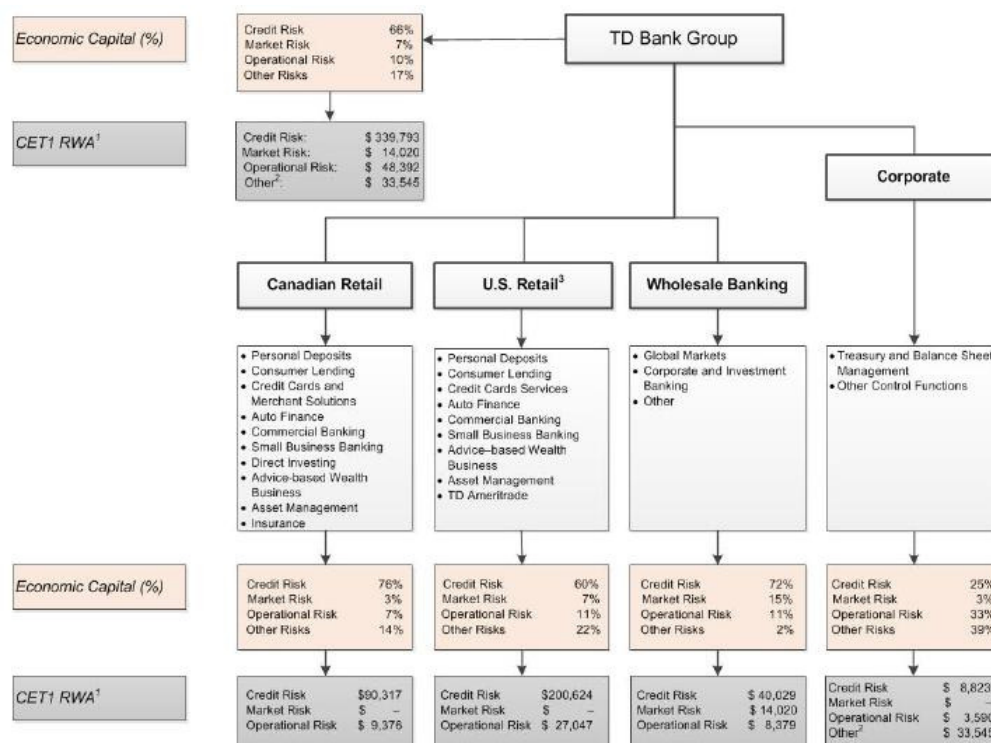 Economic Capital (%)
Credit Risk 66%
Market Risk 7%
Operational Risk 10%
Other Risks 17%
TD Bank Group
CET1 RWA¹
Credit Risk: $ 339,793
Market Risk: $ 14,020
Operational Risk: $ 48,392
Other²: $ 33,545
Corporate
Canadian Retail
U.S. Retail³
Wholesale Banking
• Personal Deposits
• Consumer Lending
• Credit Cards and
Merchant Solutions
• Auto Finance
• Commercial Banking
• Small Business Banking
• Direct Investing
• Advice-based Wealth
Business
• Asset Management
• Insurance
• Personal Deposits
• Consumer Lending
• Credit Cards Services
• Auto Finance
• Commercial Banking
• Small Business Banking
• Advice–based Wealth
Business
• Asset Management
• TD Ameritrade
• Global Markets
• Corporate and Investment
Banking
• Other
• Treasury and Balance Sheet
Management
• Other Control Functions
Economic Capital (%)
Credit Risk 76%
Market Risk 3%
Operational Risk 7%
Other Risks 14%
Credit Risk 60%
Market Risk 7%
Operational Risk 11%
Other Risks 22%
Credit Risk 72%
Market Risk 15%
Operational Risk 11%
Other Risks 2%
Credit Risk 25%
Market Risk 3%
Operational Risk 33%
Other Risks 39%
CET1 RWA¹
Credit Risk $90,317
Market Risk $ –
Operational Risk $ 9,376
Credit Risk $200,624
Market Risk $ –
Operational Risk $ 27,047
Credit Risk $ 40,029
Market Risk $ 14,020
Operational Risk $ 8,379
Credit Risk $ 8,823
Market Risk $ –
Operational Risk $ 3,590
Other² $ 33,545